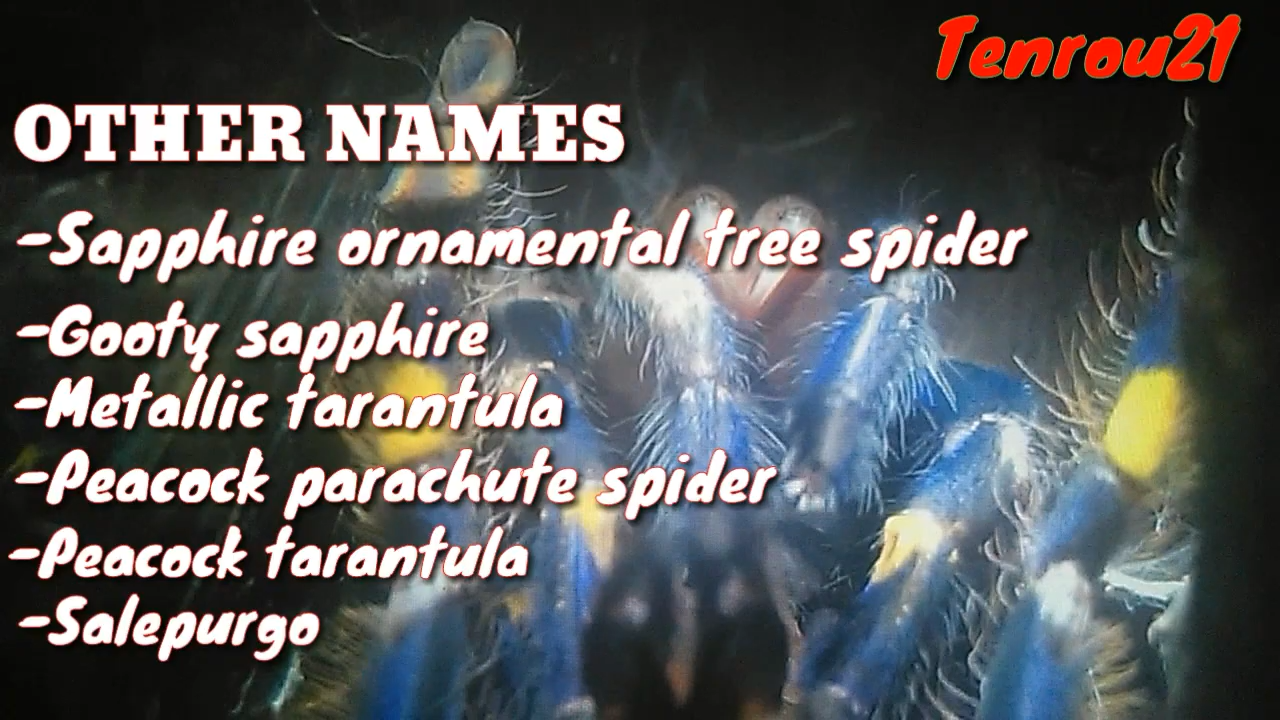 Tenrou21
OTHER NAMES
-Sapphire ornamental tree spider
-Gooty sapphire
-Metallic tarantula
-Peacock parachute spider
-Peacock tarantula
-Salepurgo